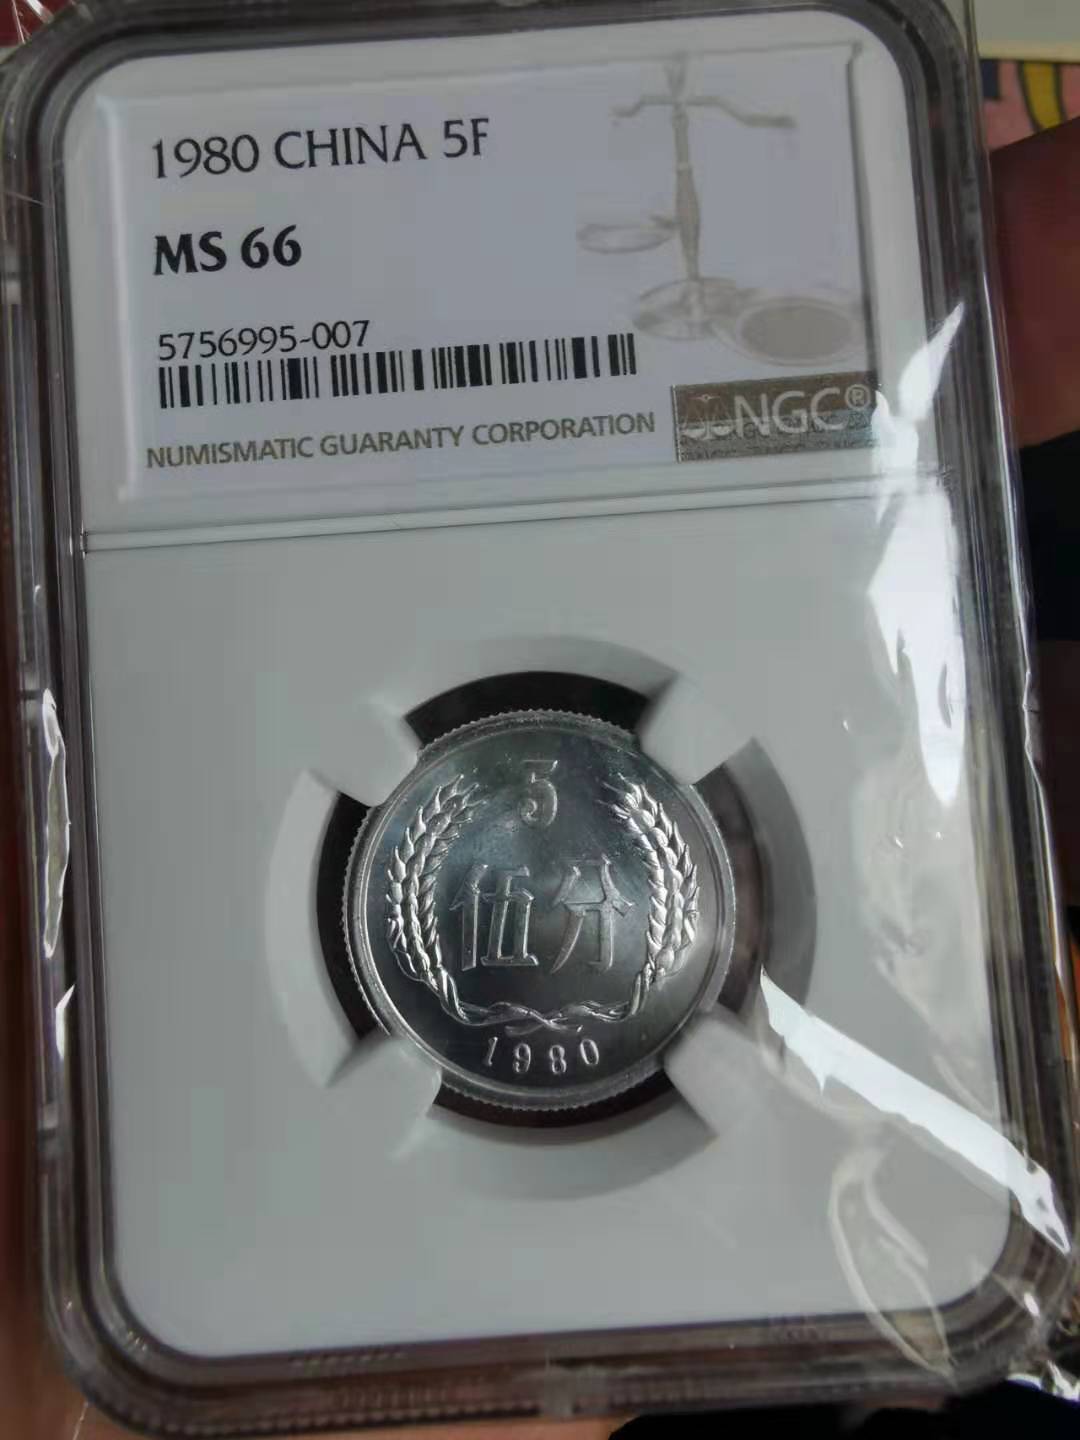 1980 CHINA 5F
MS 66
5756995-007
NUMISMATIC GUARANTY CORPORATION
NGC®
5
伍分
1980